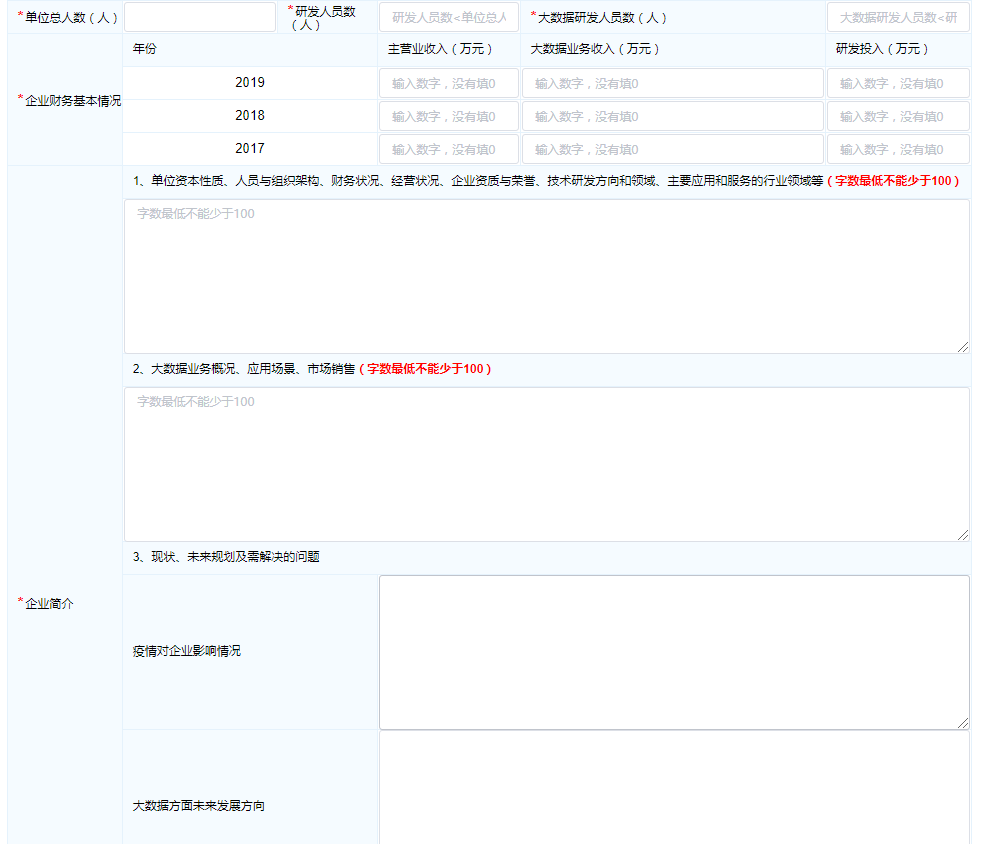 *单位总人数（人）
*研发人员数（人）
研发人员数<单位总人
*大数据研发人员数（人）
大数据研发人员数<研
*企业财务基本情况
年份
主营业收入（万元）
大数据业务收入（万元）
研发投入（万元）
2019
输入数字，没有填0
输入数字，没有填0
输入数字，没有填0
2018
输入数字，没有填0
输入数字，没有填0
输入数字，没有填0
2017
输入数字，没有填0
输入数字，没有填0
输入数字，没有填0
*企业简介
1、单位资本性质、人员与组织架构、财务状况、经营状况、企业资质与荣誉、技术研发方向和领域、主要应用和服务的行业领域等（字数最低不能少于100）
字数最低不能少于100
2、大数据业务概况、应用场景、市场销售（字数最低不能少于100）
字数最低不能少于100
3、现状、未来规划及需解决的问题
疫情对企业影响情况
大数据方面未来发展方向